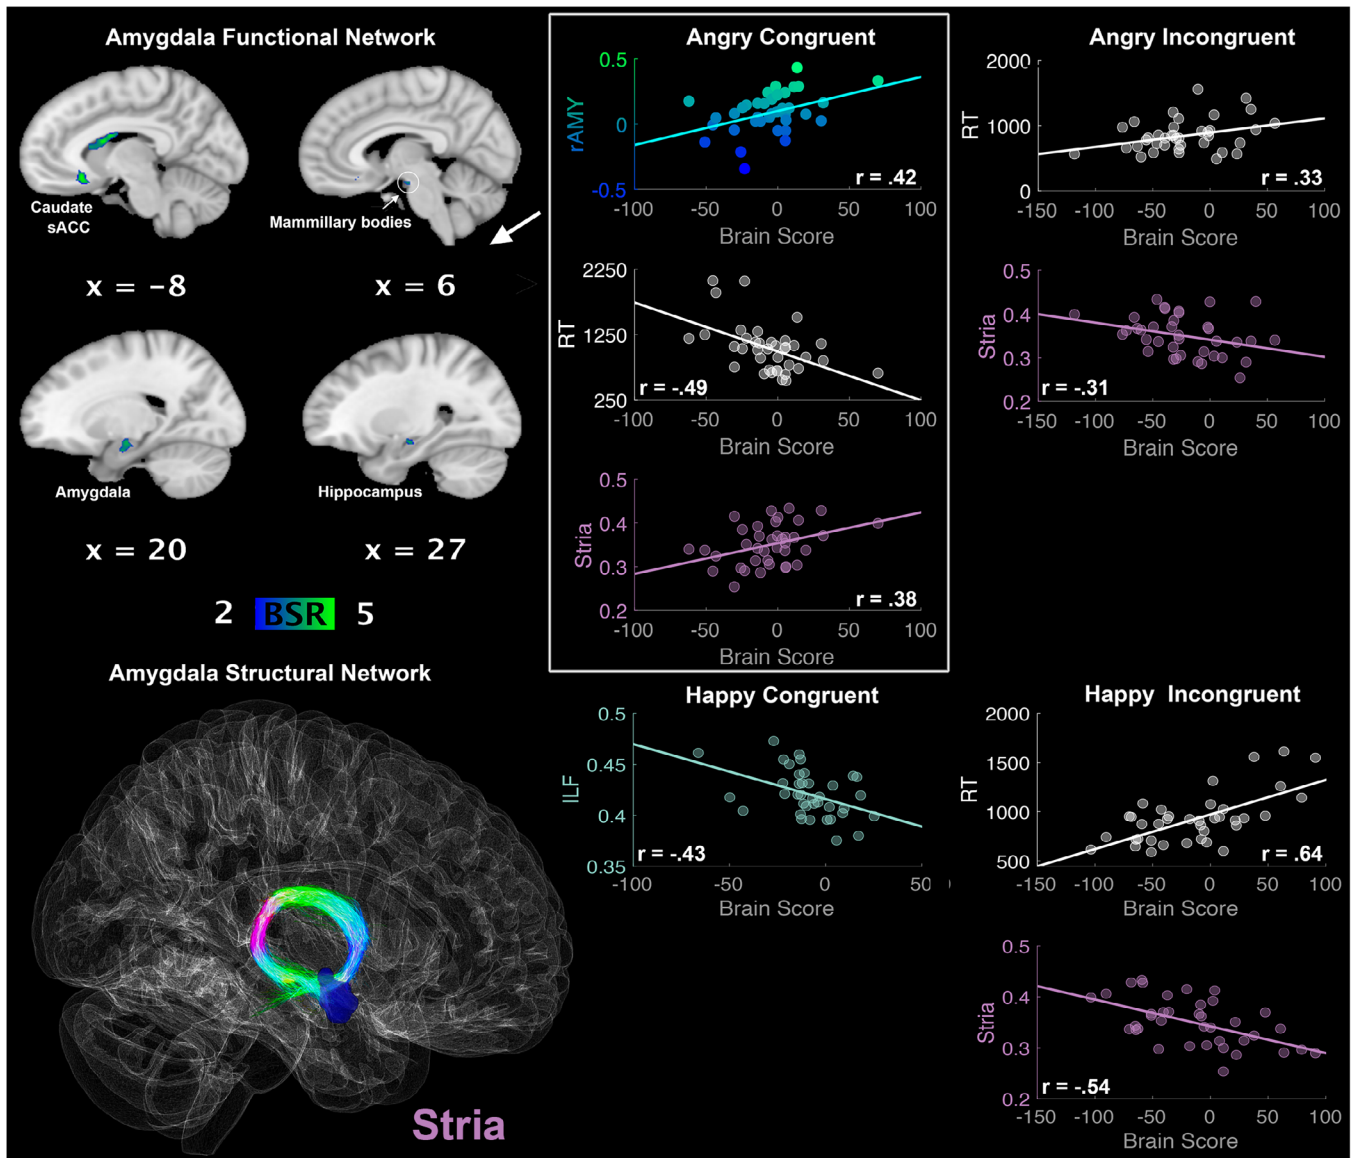 Amygdala Functional Network
Caudate
sACC
Mammillary bodies
x = −8
x = 6
Amygdala
Hippocampus
x = 20
x = 27
2 BSR 5
Amygdala Structural Network
Stria
Angry Congruent
0.5
0
-0.5
rAMY
r = .42
-100 -50 0 50 100
Brain Score
2250
1250
250
RT
r = -.49
-100 -50 0 50 100
Brain Score
0.5
0.4
0.3
0.2
Stria
r = .38
-100 -50 0 50 100
Brain Score
Angry Incongruent
2000
1000
0
RT
r = .33
-150 -100 -50 0 50 100
Brain Score
0.5
0.4
0.3
0.2
Stria
r = -.31
-150 -100 -50 0 50 100
Brain Score
Happy Congruent
0.5
0.45
0.4
0.35
ILF
r = -.43
-100 -50 0 50
Brain Score
Happy Incongruent
2000
1500
1000
500
RT
r = .64
-150 -100 -50 0 50 100
Brain Score
0.5
0.4
0.3
0.2
Stria
r = -.54
-150 -100 -50 0 50 100
Brain Score